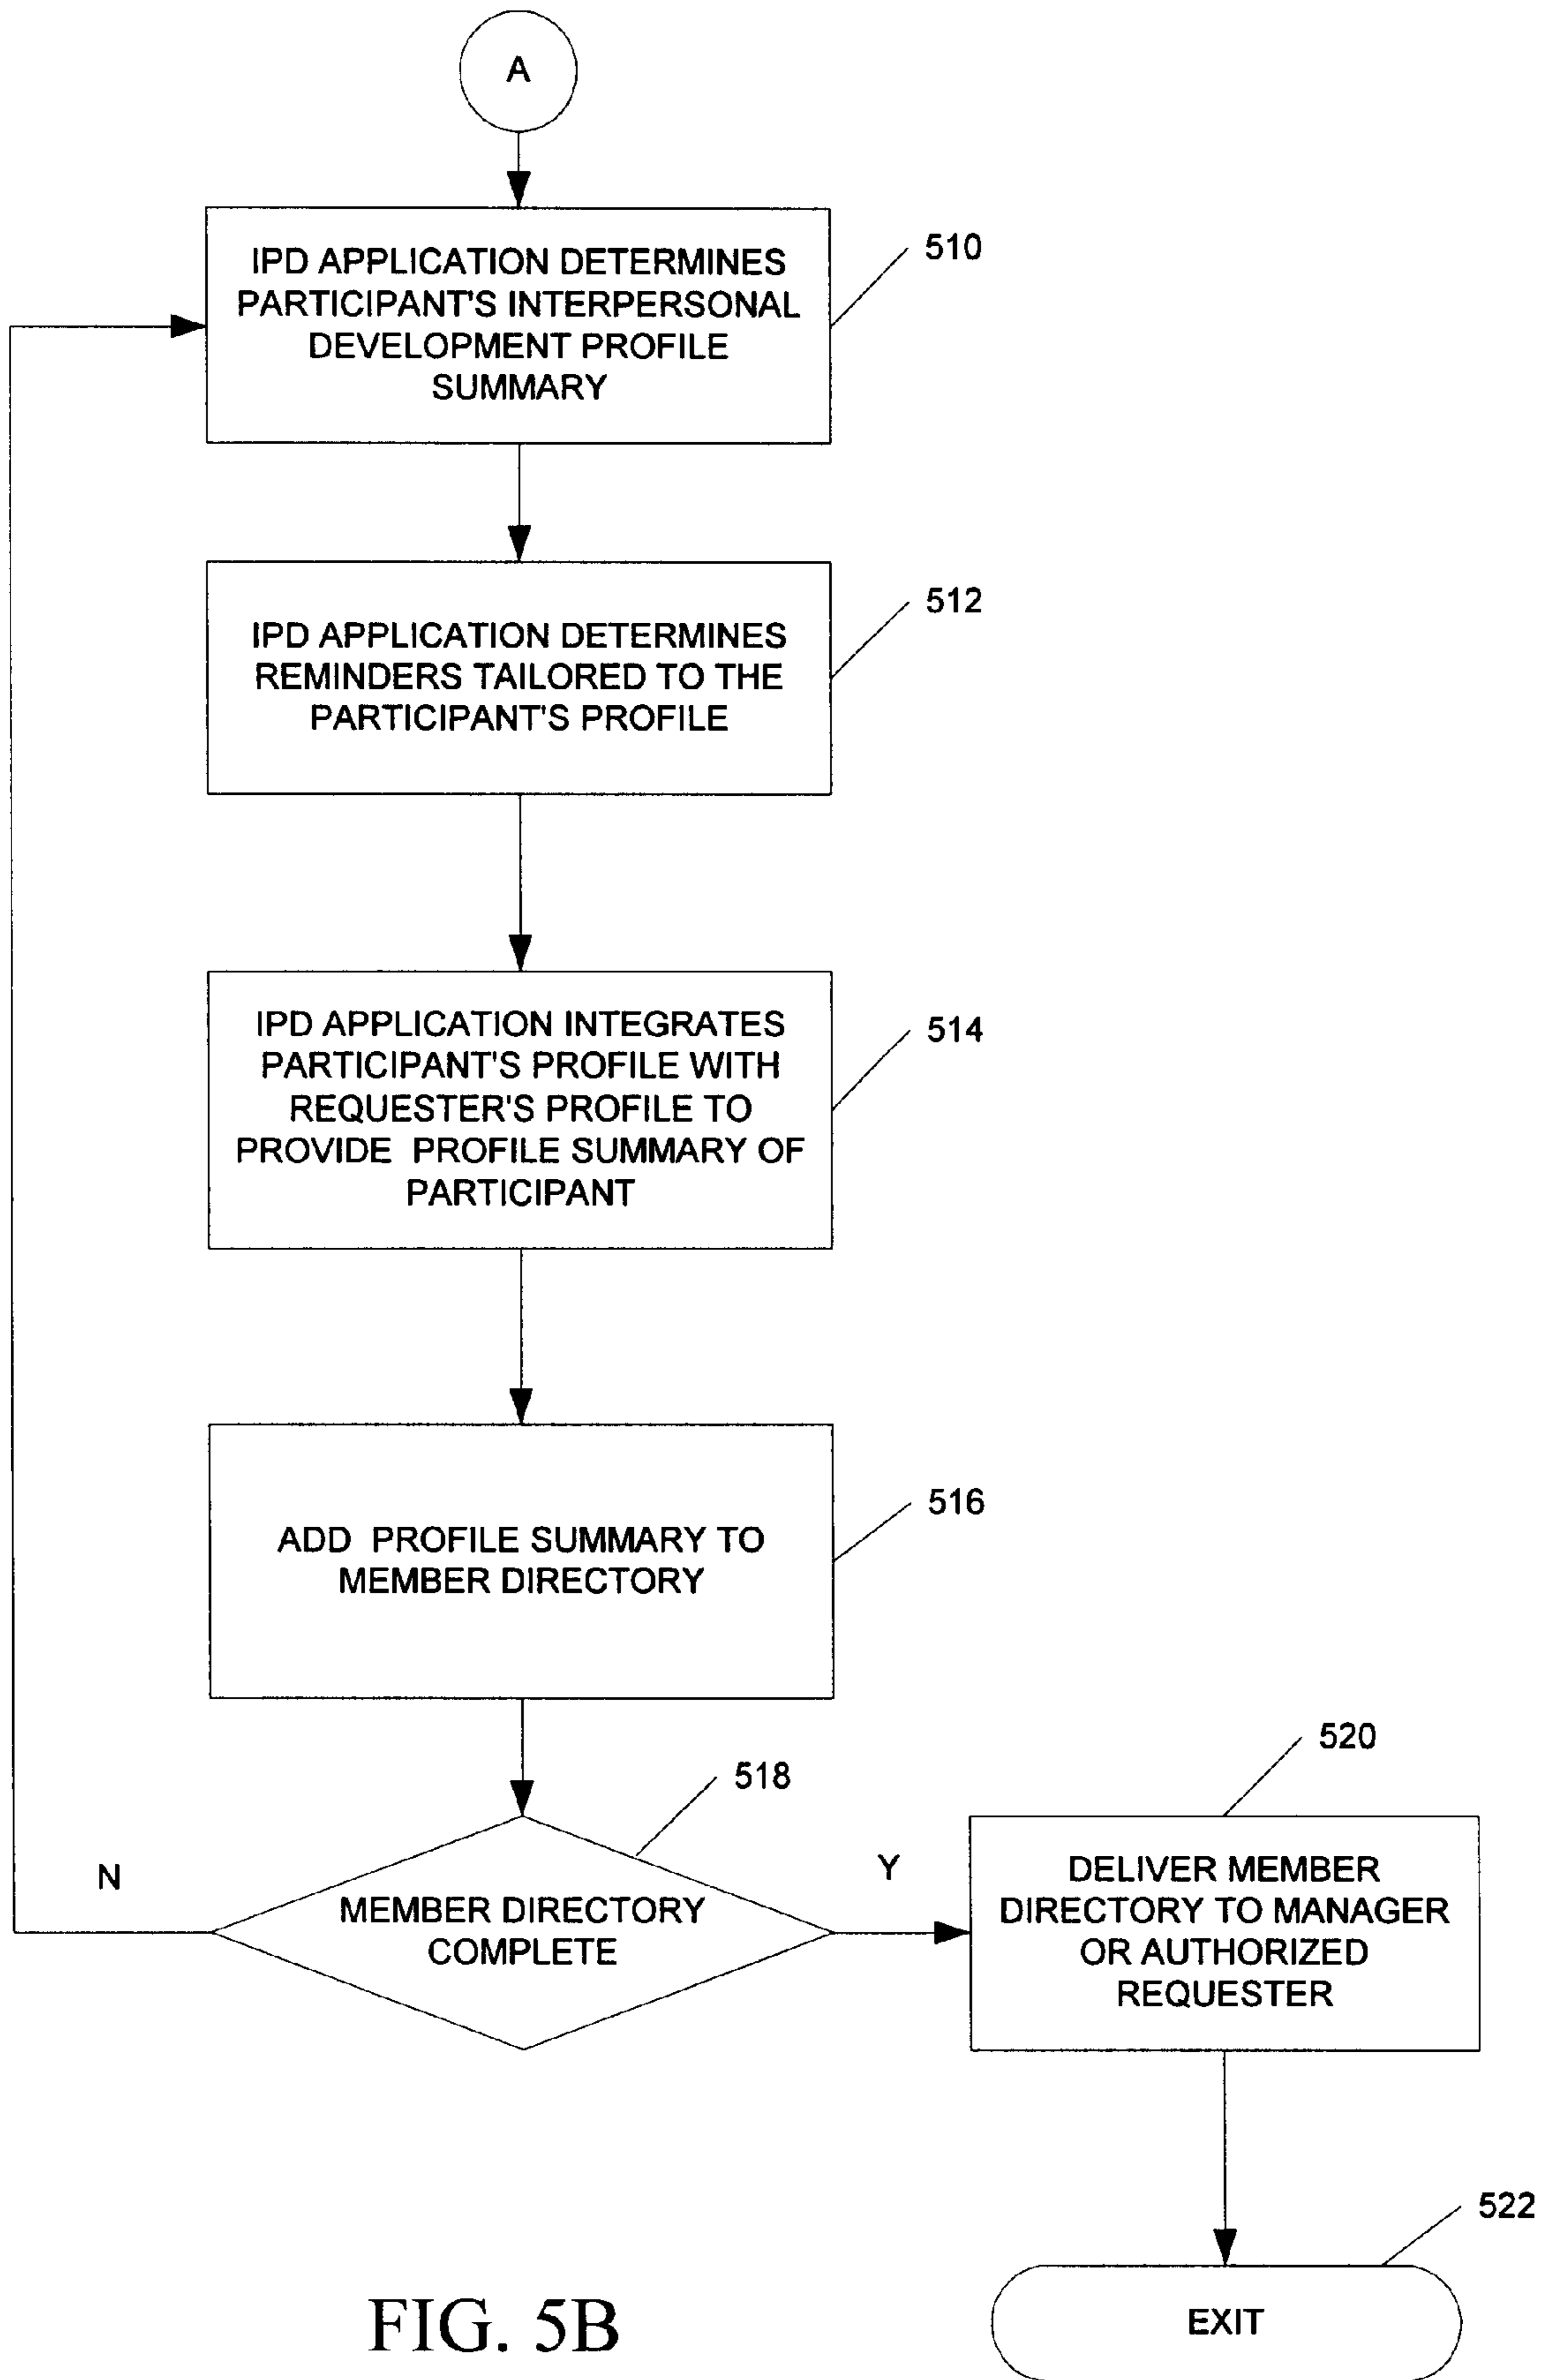 A
IPD APPLICATION DETERMINES
PARTICIPANT'S INTERPERSONAL
DEVELOPMENT PROFILE
SUMMARY
510
IPD APPLICATION DETERMINES
REMINDERS TAILORED TO THE
PARTICIPANT'S PROFILE
512
IPD APPLICATION INTEGRATES
PARTICIPANT'S PROFILE WITH
REQUESTER'S PROFILE TO
PROVIDE PROFILE SUMMARY OF
PARTICIPANT
514
ADD PROFILE SUMMARY TO
MEMBER DIRECTORY
516
518
N
MEMBER DIRECTORY
COMPLETE
Y
520
DELIVER MEMBER
DIRECTORY TO MANAGER
OR AUTHORIZED
REQUESTER
522
EXIT
FIG. 5B